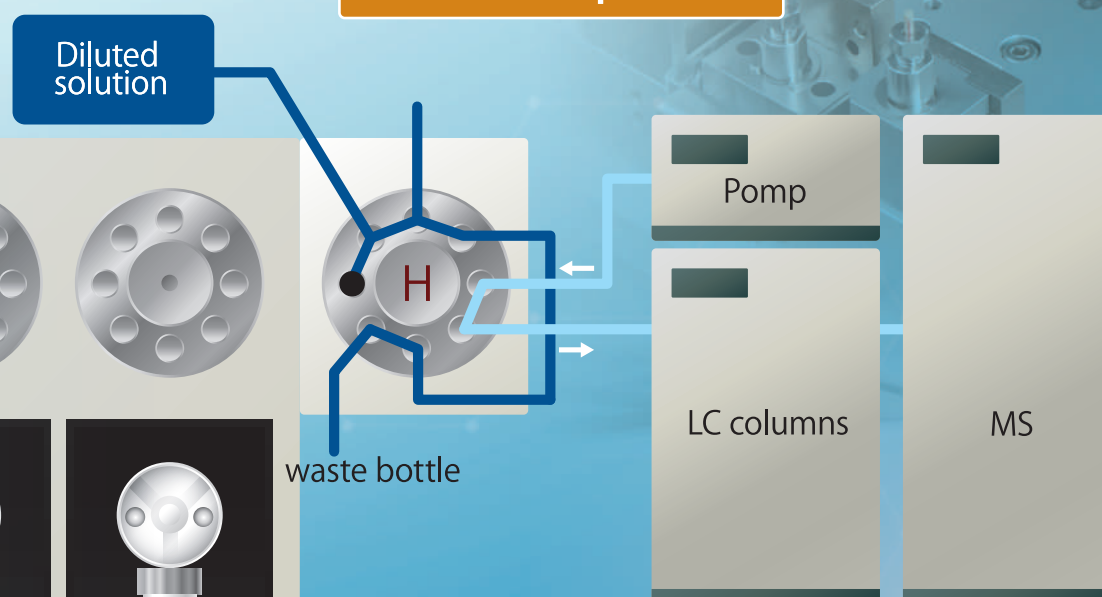 Diluted
solution
H
Pomp
LC columns
MS
waste bottle